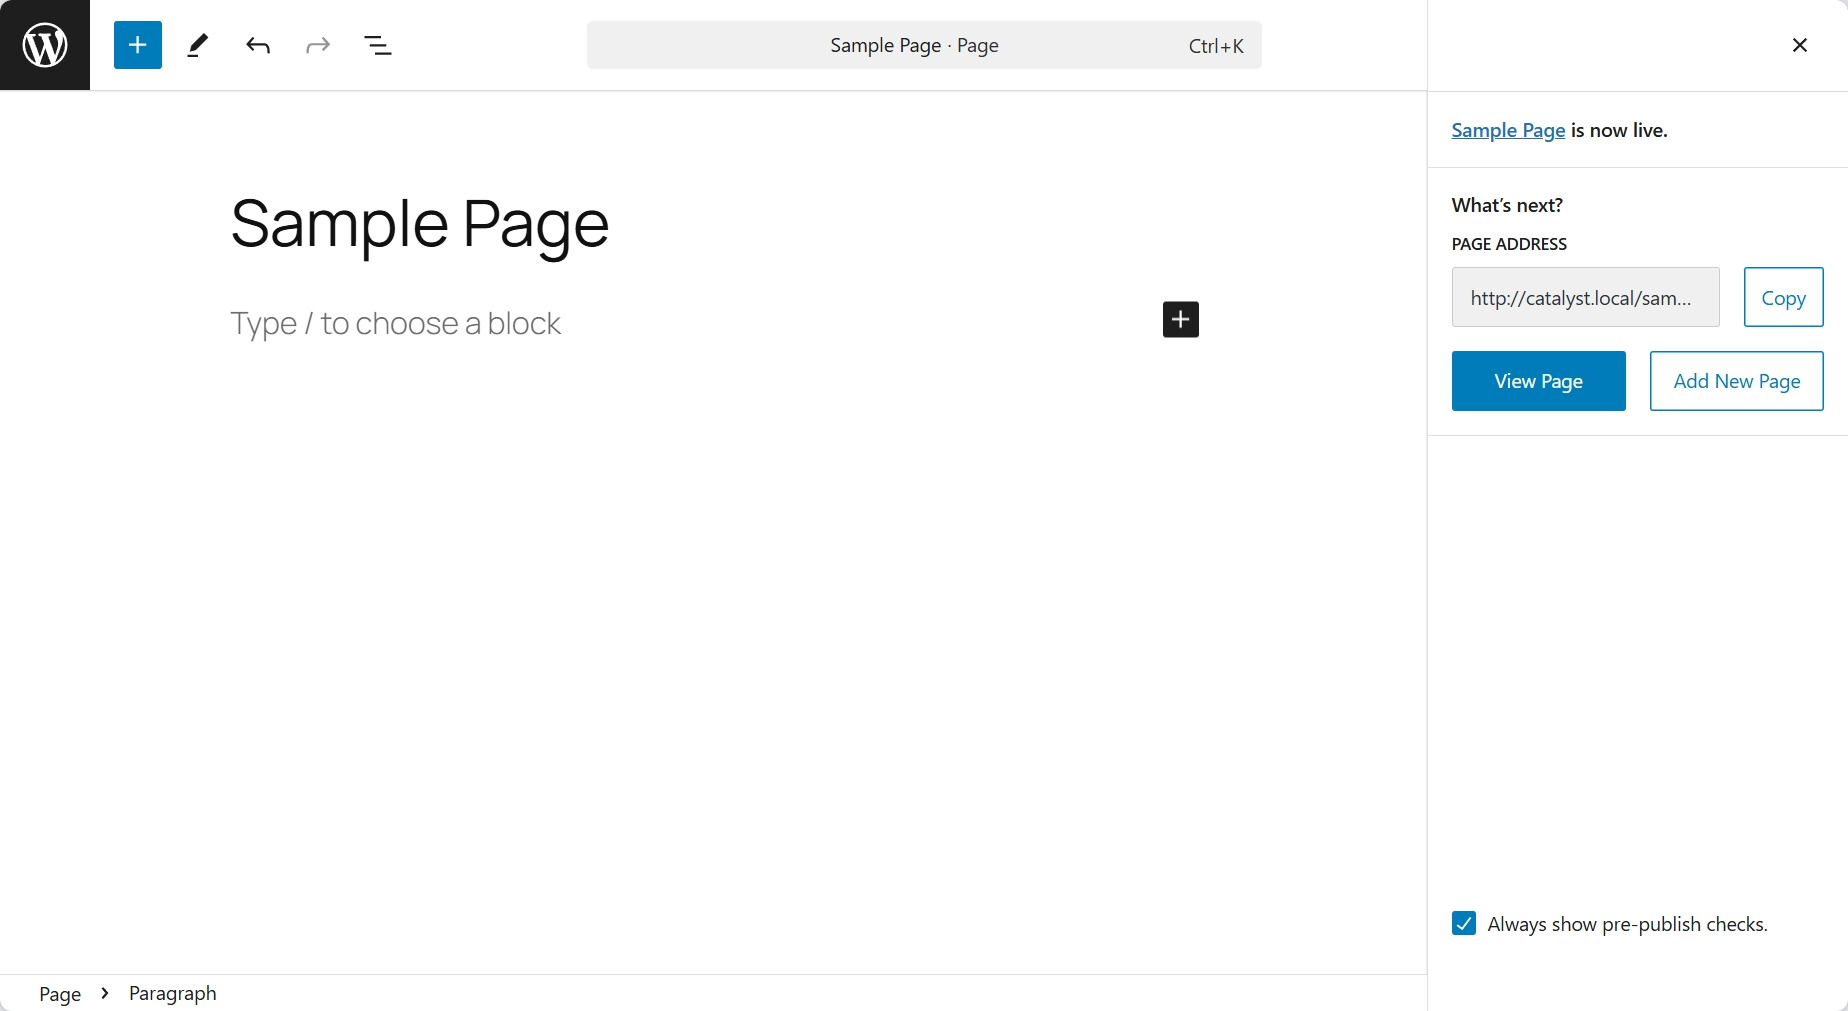 Sample Page · Page Ctrl+K
Sample Page is now live.
Sample Page
Type / to choose a block
What’s next?
PAGE ADDRESS
http://catalyst.local/sam...
Copy
View Page
Add New Page
Always show pre-publish checks.
Page › Paragraph